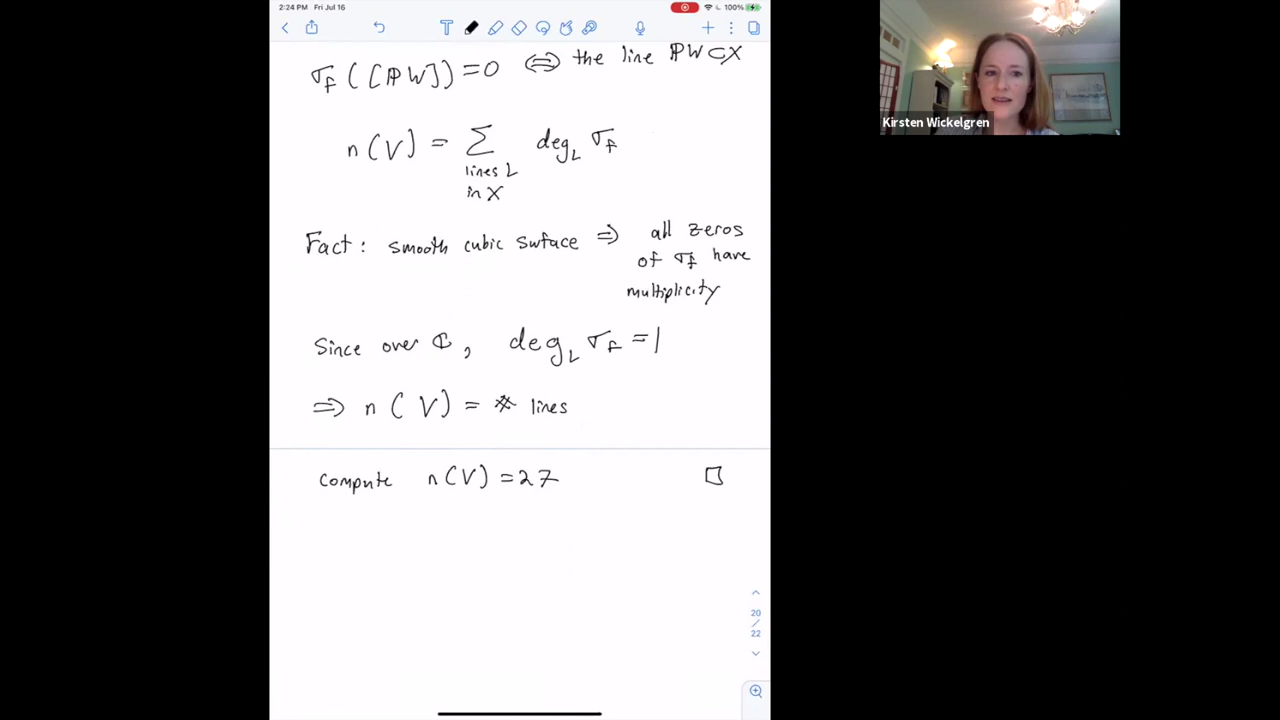 2:24 PM Fri Jul 16
100%
T
σ_f([ℙW])=0 ⟺ the line ℙW⊂X
n(V) = Σ deg_L σ_f
lines L
in X
Fact: smooth cubic surface ⇒ all zeros
of σ_f have
multiplicity
Since over ℂ, deg_L σ_f = 1
⇒ n(V) = # lines
compute n(V) = 27 □
20
/
22
Kirsten Wickelgren